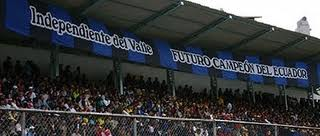 Independiente del Valle
FUTURO CAMPEÓN DEL ECUADOR